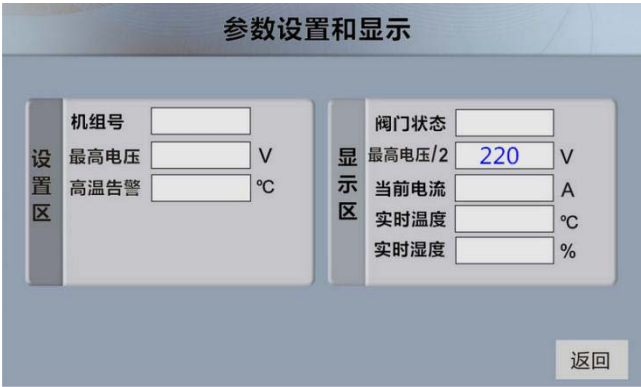 参数设置和显示
设置区
机组号
最高电压 V
高温告警 ℃
显示区
阀门状态
最高电压/2 220 V
当前电流 A
实时温度 ℃
实时湿度 %
返回